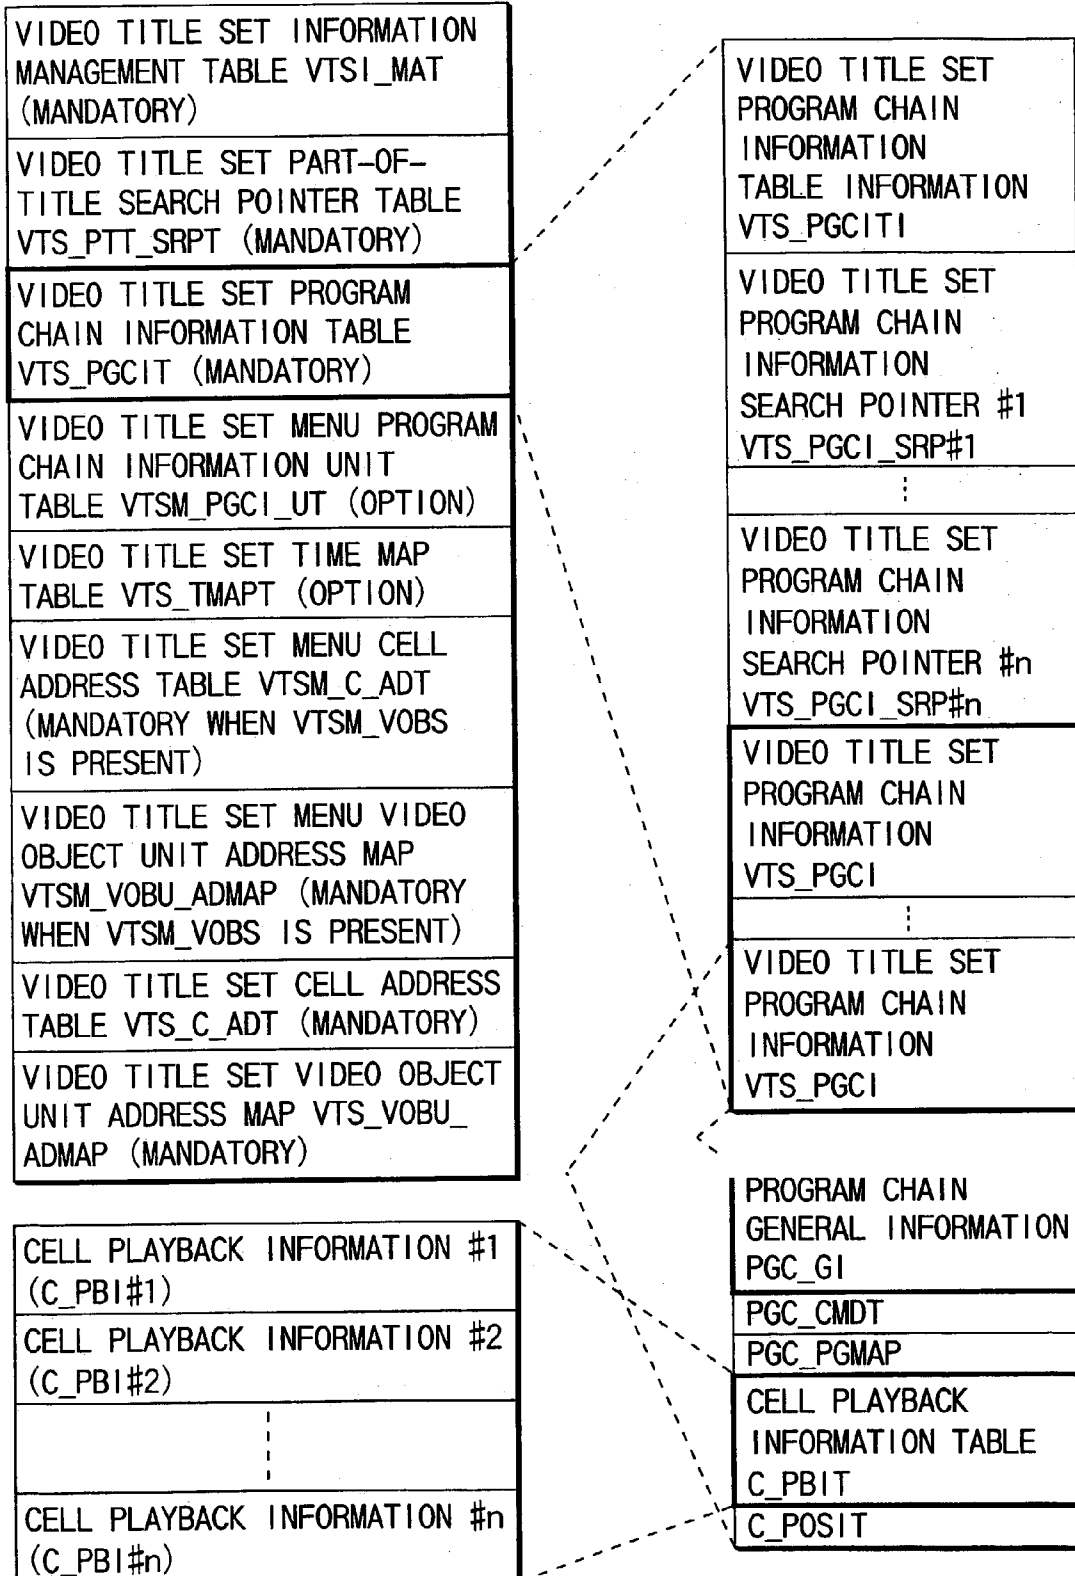 VIDEO TITLE SET INFORMATION
MANAGEMENT TABLE VTSI_MAT
(MANDATORY)
VIDEO TITLE SET PART-OF-
TITLE SEARCH POINTER TABLE
VTS_PTT_SRPT (MANDATORY)
VIDEO TITLE SET PROGRAM
CHAIN INFORMATION TABLE
VTS_PGCIT (MANDATORY)
VIDEO TITLE SET MENU PROGRAM
CHAIN INFORMATION UNIT
TABLE VTSM_PGCI_UT (OPTION)
VIDEO TITLE SET TIME MAP
TABLE VTS_TMAPT (OPTION)
VIDEO TITLE SET MENU CELL
ADDRESS TABLE VTSM_C_ADT
(MANDATORY WHEN VTSM_VOBS
IS PRESENT)
VIDEO TITLE SET MENU VIDEO
OBJECT UNIT ADDRESS MAP
VTSM_VOBU_ADMAP (MANDATORY
WHEN VTSM_VOBS IS PRESENT)
VIDEO TITLE SET CELL ADDRESS
TABLE VTS_C_ADT (MANDATORY)
VIDEO TITLE SET VIDEO OBJECT
UNIT ADDRESS MAP VTS_VOBU_
ADMAP (MANDATORY)
VIDEO TITLE SET
PROGRAM CHAIN
INFORMATION
TABLE INFORMATION
VTS_PGCITI
VIDEO TITLE SET
PROGRAM CHAIN
INFORMATION
SEARCH POINTER #1
VTS_PGCI_SRP#1
VIDEO TITLE SET
PROGRAM CHAIN
INFORMATION
SEARCH POINTER #n
VTS_PGCI_SRP#n
VIDEO TITLE SET
PROGRAM CHAIN
INFORMATION
VTS_PGCI
VIDEO TITLE SET
PROGRAM CHAIN
INFORMATION
VTS_PGCI
PROGRAM CHAIN
GENERAL INFORMATION
PGC_GI
PGC_CMDT
PGC_PGMAP
CELL PLAYBACK
INFORMATION TABLE
C_PBIT
C_POSIT
CELL PLAYBACK INFORMATION #1
(C_PBI#1)
CELL PLAYBACK INFORMATION #2
(C_PBI#2)
CELL PLAYBACK INFORMATION #n
(C_PBI#n)